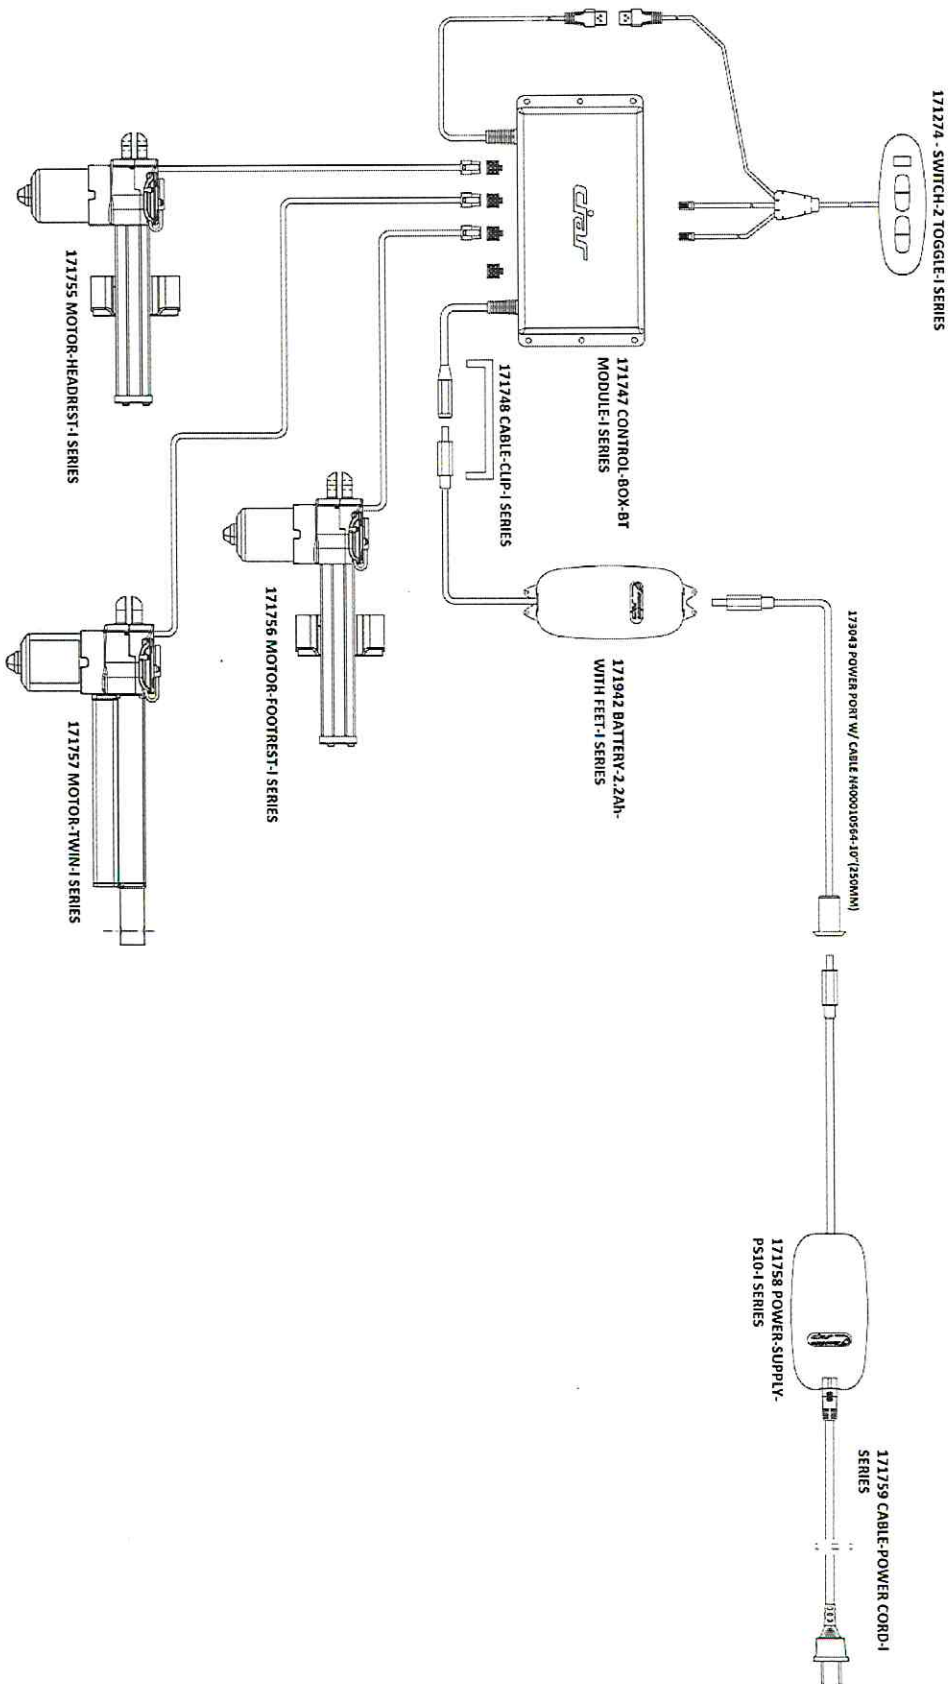 171274 - SWITCH-2 TOGGLE-I SERIES
171747 CONTROL-BOX-BT
MODULE-I SERIES
171748 CABLE-CLIP-I SERIES
171755 MOTOR-HEADREST-I SERIES
171756 MOTOR-FOOTREST-I SERIES
171757 MOTOR-TWIN-I SERIES
171942 BATTERY-2.2Ah-
WITH FEET-I SERIES
173043 POWER PORT W/ CABLE N400010564-10"(250MM)
171758 POWER-SUPPLY-
PS10-I SERIES
171759 CABLE-POWER CORD-I
SERIES